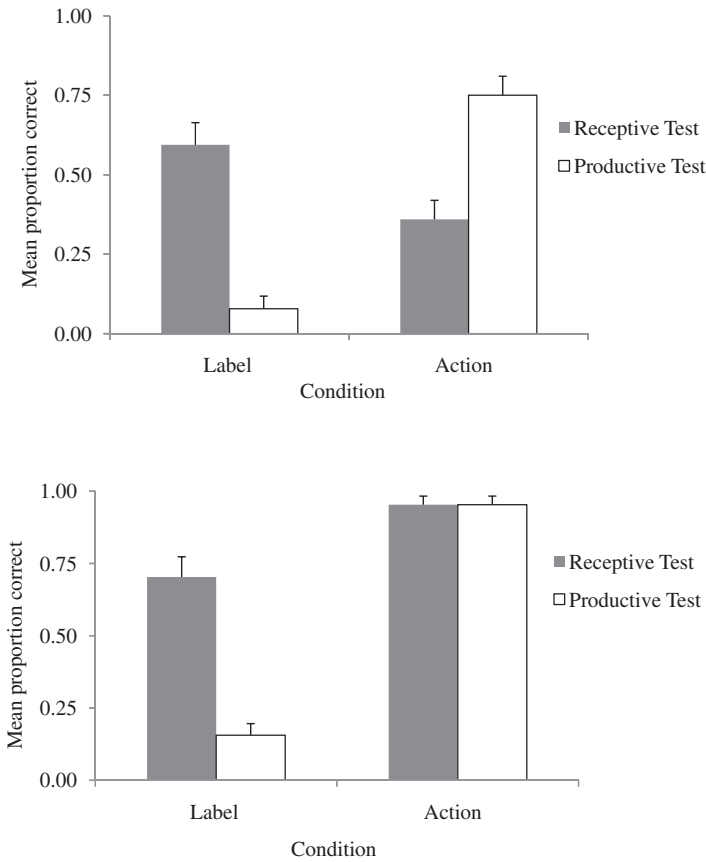 1.00
0.75
0.50
0.25
0.00
Mean proportion correct
Receptive Test
Productive Test
Label
Action
Condition
1.00
0.75
0.50
0.25
0.00
Mean proportion correct
Receptive Test
Productive Test
Label
Action
Condition